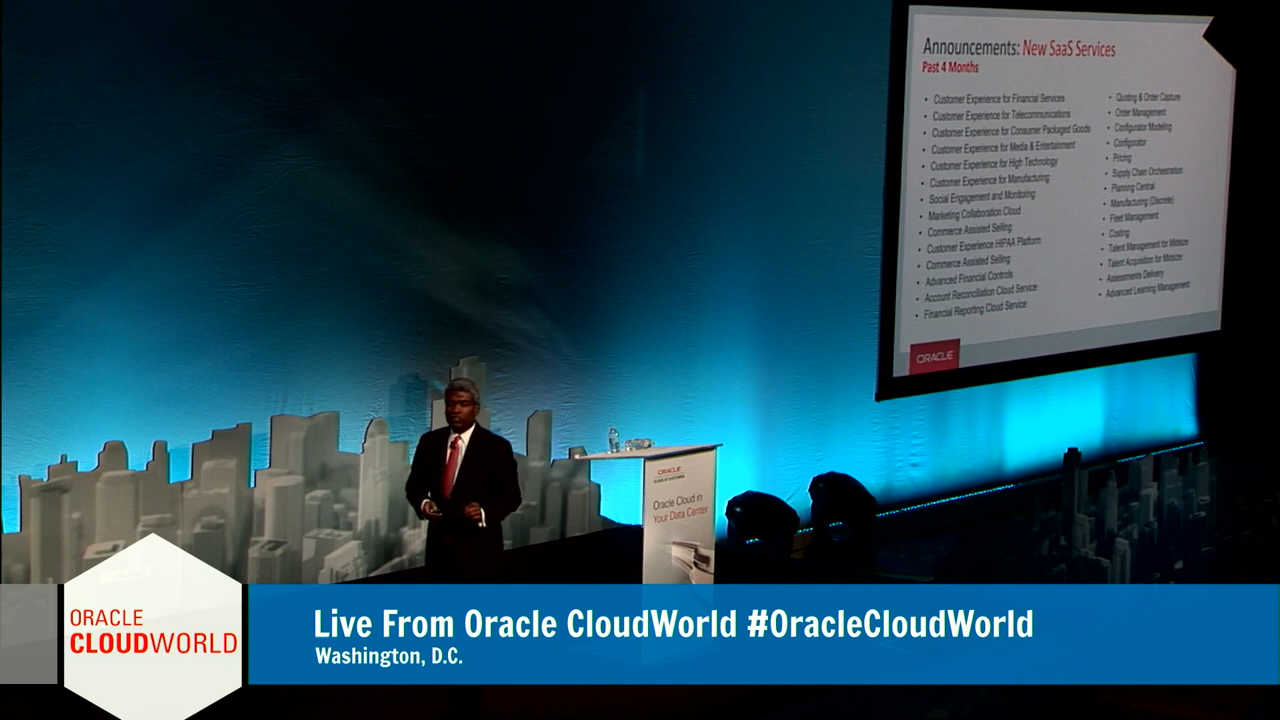 Announcements: New SaaS Services
Past 4 Months
• Customer Experience for Financial Services
• Customer Experience for Telecommunications
• Customer Experience for Consumer Packaged Goods
• Customer Experience for Media & Entertainment
• Customer Experience for High Technology
• Customer Experience for Manufacturing
• Social Engagement and Monitoring
• Marketing Collaboration Cloud
• Commerce Assisted Selling
• Customer Experience HIPAA Platform
• Commerce Assisted Selling
• Advanced Financial Controls
• Account Reconciliation Cloud Service
• Financial Reporting Cloud Service
• Quoting & Order Capture
• Order Management
• Configurator Modeling
• Configurator
• Pricing
• Supply Chain Orchestration
• Planning Central
• Manufacturing (Discrete)
• Fleet Management
• Costing
• Talent Management for Midsize
• Talent Acquisition for Midsize
• Assessments Delivery
• Advanced Learning Management
ORACLE
ORACLE
CLOUD AT CUSTOMER
Oracle Cloud in
Your Data Center
ORACLE
CLOUDWORLD
Live From Oracle CloudWorld #OracleCloudWorld
Washington, D.C.